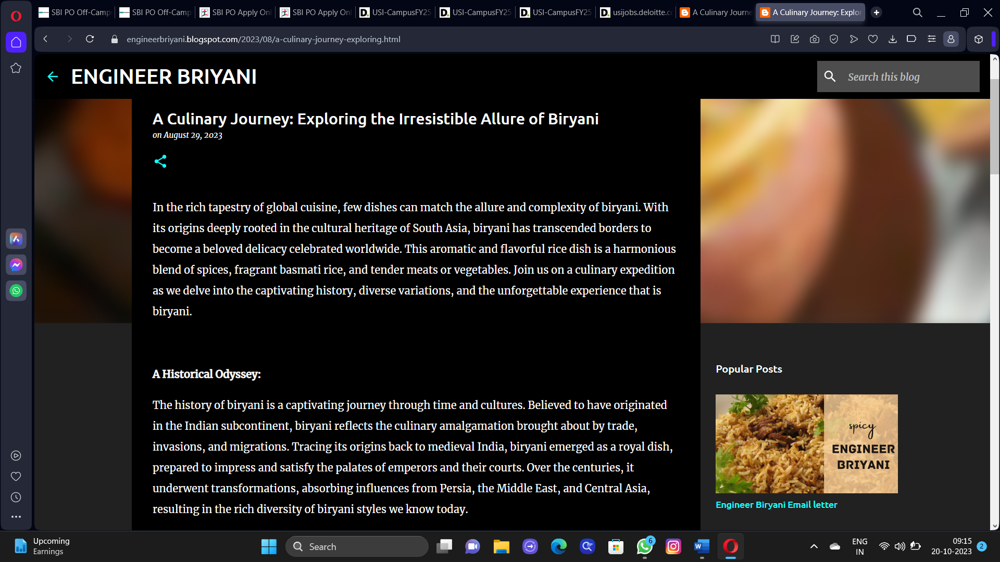 SBI PO Off-Camp
SBI PO Off-Camp
SBI PO Apply Onl
SBI PO Apply Onl
USI-CampusFY25
USI-CampusFY25
USI-CampusFY25
usijobs.deloitte.co
A Culinary Journe
A Culinary Journey: Explor
engineerbriyani.blogspot.com/2023/08/a-culinary-journey-exploring.html
ENGINEER BRIYANI
Search this blog
A Culinary Journey: Exploring the Irresistible Allure of Biryani
on August 29, 2023
In the rich tapestry of global cuisine, few dishes can match the allure and complexity of biryani. With
its origins deeply rooted in the cultural heritage of South Asia, biryani has transcended borders to
become a beloved delicacy celebrated worldwide. This aromatic and flavorful rice dish is a harmonious
blend of spices, fragrant basmati rice, and tender meats or vegetables. Join us on a culinary expedition
as we delve into the captivating history, diverse variations, and the unforgettable experience that is
biryani.
A Historical Odyssey:
The history of biryani is a captivating journey through time and cultures. Believed to have originated
in the Indian subcontinent, biryani reflects the culinary amalgamation brought about by trade,
invasions, and migrations. Tracing its origins back to medieval India, biryani emerged as a royal dish,
prepared to impress and satisfy the palates of emperors and their courts. Over the centuries, it
underwent transformations, absorbing influences from Persia, the Middle East, and Central Asia,
resulting in the rich diversity of biryani styles we know today.
Popular Posts
spicy
ENGINEER
BRIYANI
Engineer Biryani Email letter
Upcoming
Earnings
Search
6
ENG
IN
09:15
20-10-2023
2